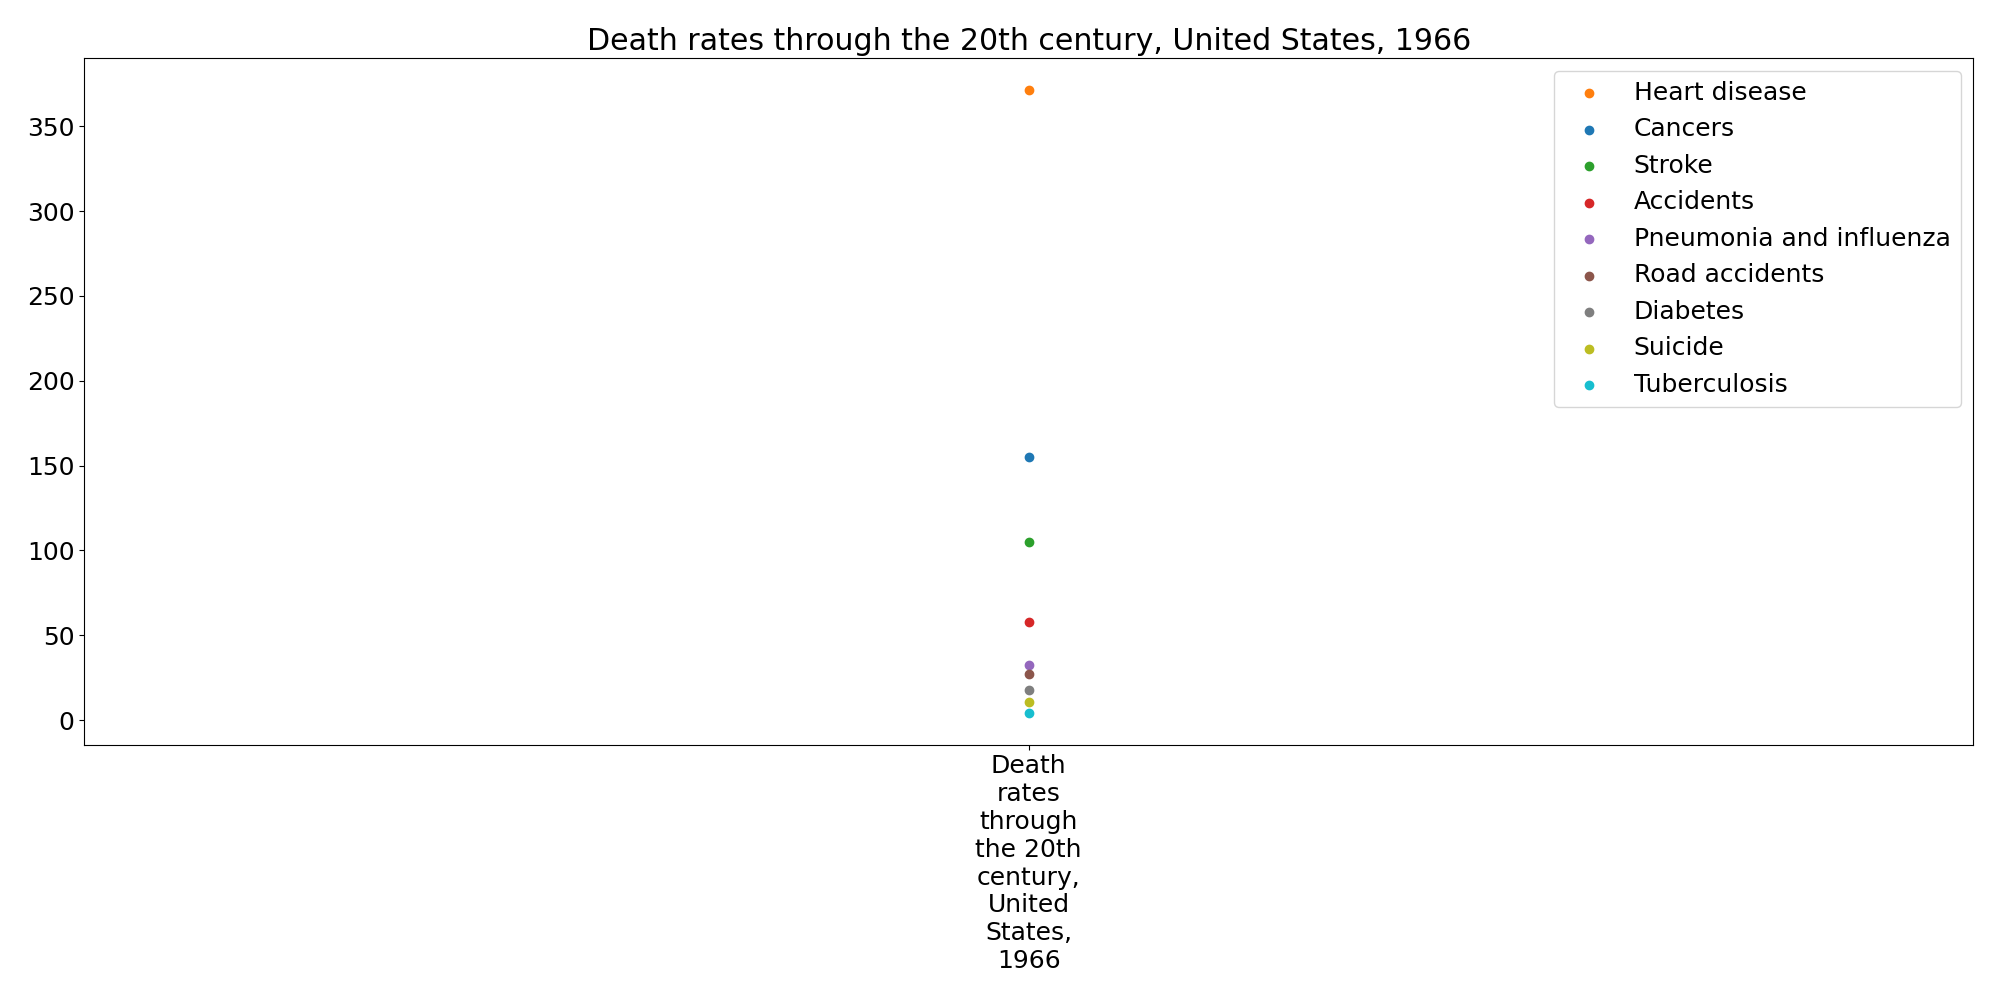 Death rates through the 20th century, United States, 1966
350
300
250
200
150
100
50
0
Heart disease
Cancers
Stroke
Accidents
Pneumonia and influenza
Road accidents
Diabetes
Suicide
Tuberculosis
Death
rates
through
the 20th
century,
United
States,
1966